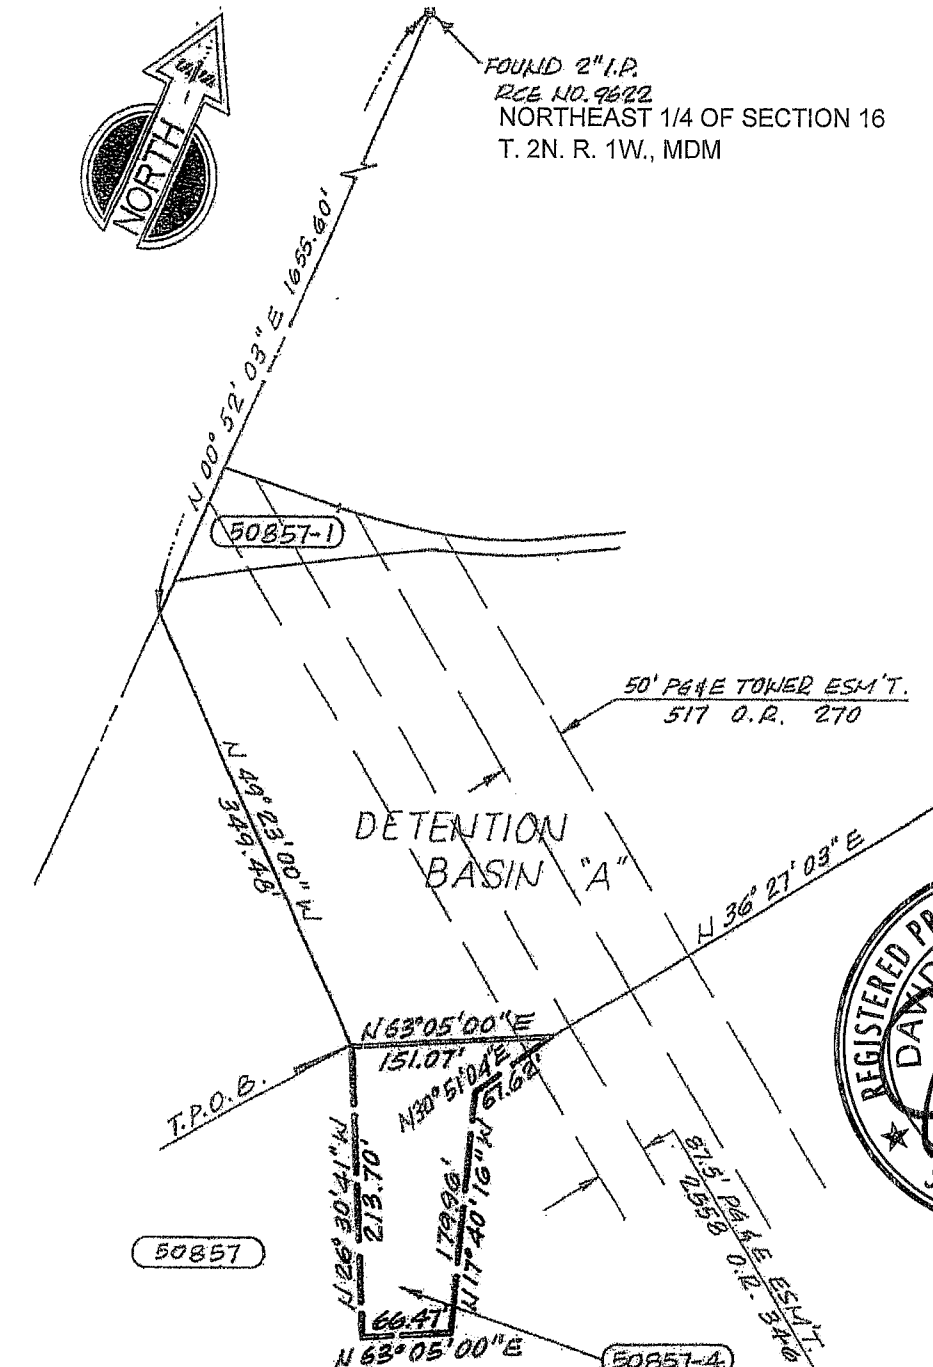 NORTH
FOUND 2" I.P.
RCE NO. 9622
NORTHEAST 1/4 OF SECTION 16
T. 2N. R. 1W., MDM
N 00° 52' 03" E 1655.60'
50857-1
50' PG&E TOWER ESM'T.
517 O.R. 270
N 49° 23' 00" W
349.48'
DETENTION
BASIN "A"
N 36° 27' 03" E
REGISTERED
DAVID
N 63° 05' 00" E
151.07'
N 30° 51' 04" E
67.62'
T.P.O.B.
N 26° 30' 41" W
213.70'
179.96'
N 17° 40' 16" W
87.5' PG&E ESM'T.
2558 O.R. 346
50857
66.47'
N 63° 05' 00" E
50857-4